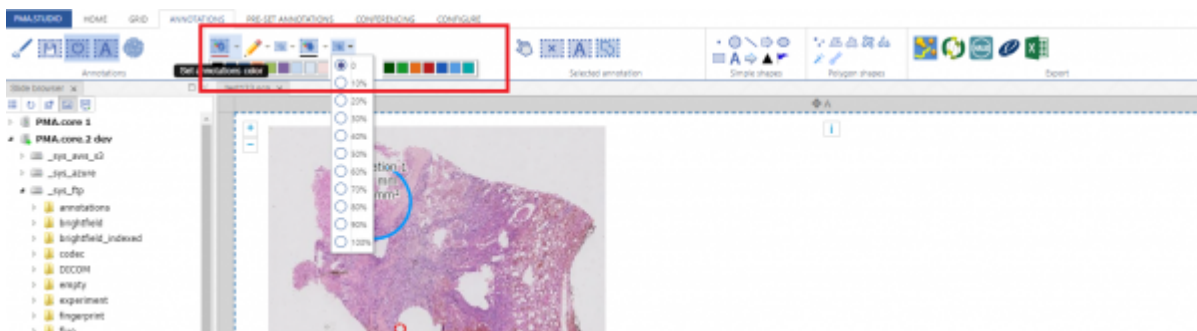 PMA.STUDIO HOME GRID ANNOTATIONS PRE-SET ANNOTATIONS CONFERENCING CONFIGURE
Annotations
Selected annotation
Simple shapes
Polygon shapes
Export
Set annotations color
Slide browser
A
PMA.core 1
PMA.core.2 dev
_sys_aws_s3
_sys_azure
_sys_ftp
annotations
brightfield
brightfield_indexed
codec
DICOM
empty
experiment
fingerprint
0
10%
20%
30%
40%
50%
60%
70%
80%
90%
100%
mm
mm²